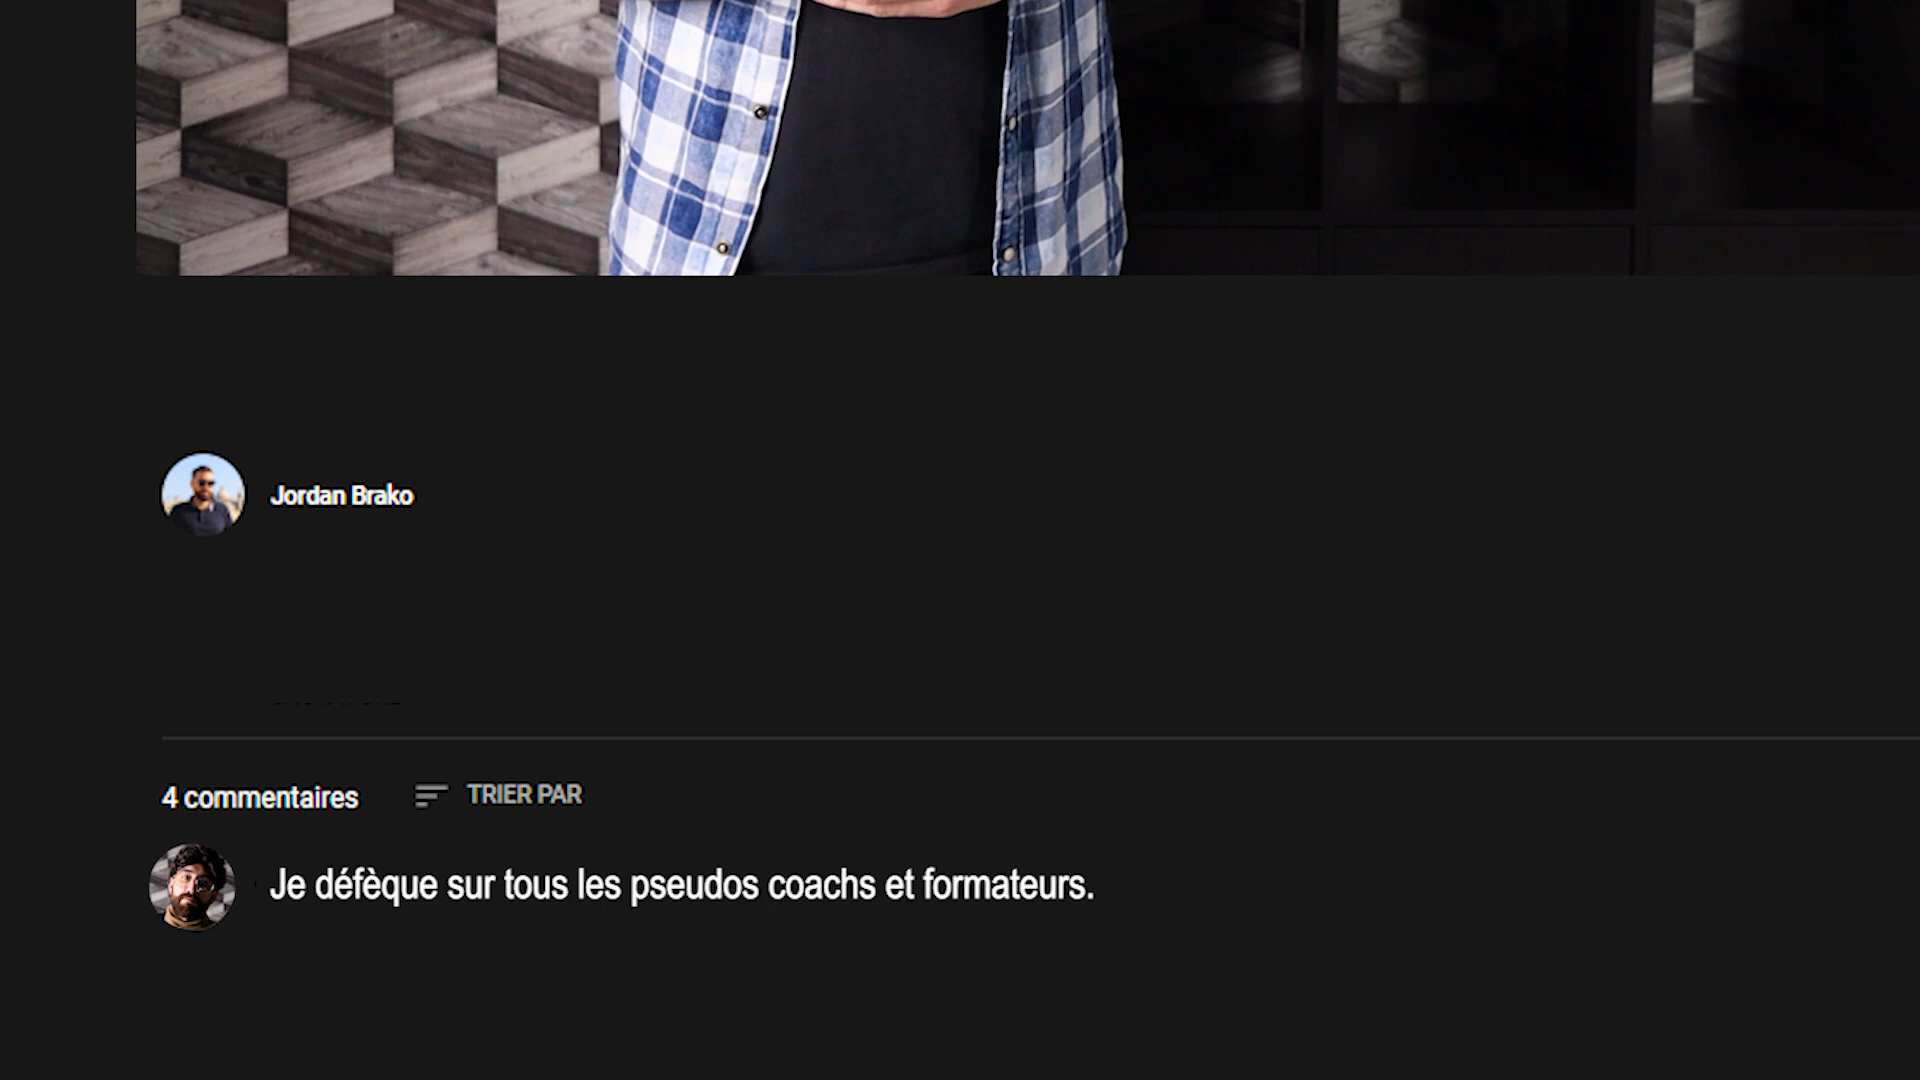 Jordan Brako
4 commentaires TRIER PAR
Je défèque sur tous les pseudos coachs et formateurs.